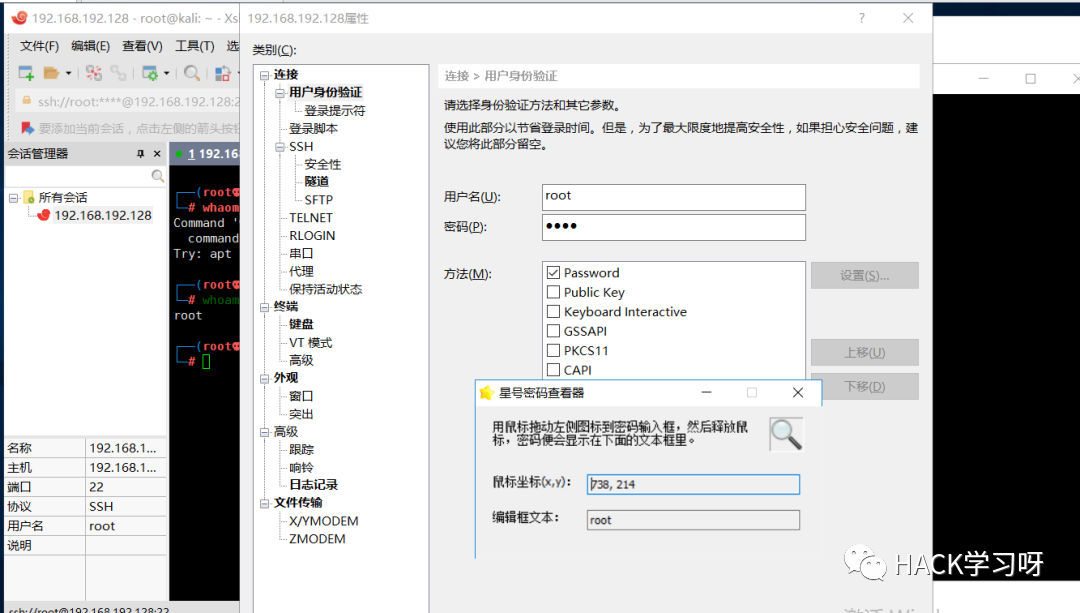 192.168.192.128 - root@kali: ~ - Xs
文件(F) 编辑(E) 查看(V) 工具(T) 选
ssh://root:****@192.168.192.128:2
要添加当前会话，点击左侧的箭头按钮
会话管理器
所有会话
192.168.192.128
名称 192.168.1...
主机 192.168.1...
端口 22
协议 SSH
用户名 root
说明
ssh://root@192.168.192.128:22
1 192.168
(root
# whaom
Command '
command
Try: apt
(root
# whoam
root
(root
#
192.168.192.128属性
?
类别(C):
连接
用户身份验证
登录提示符
登录脚本
SSH
安全性
隧道
SFTP
TELNET
RLOGIN
串口
代理
保持活动状态
终端
键盘
VT 模式
高级
外观
窗口
突出
高级
跟踪
响铃
日志记录
文件传输
X/YMODEM
ZMODEM
连接 > 用户身份验证
请选择身份验证方法和其它参数。
使用此部分以节省登录时间。但是，为了最大限度地提高安全性，如果担心安全问题，建
议您将此部分留空。
用户名(U): root
密码(P): ●●●●
方法(M):
Password
Public Key
Keyboard Interactive
GSSAPI
PKCS11
CAPI
设置(S)...
上移(U)
下移(D)
星号密码查看器
用鼠标拖动左侧图标到密码输入框，然后释放鼠
标，密码便会显示在下面的文本框里。
鼠标坐标(x,y): 738, 214
编辑框文本: root
HACK学习呀